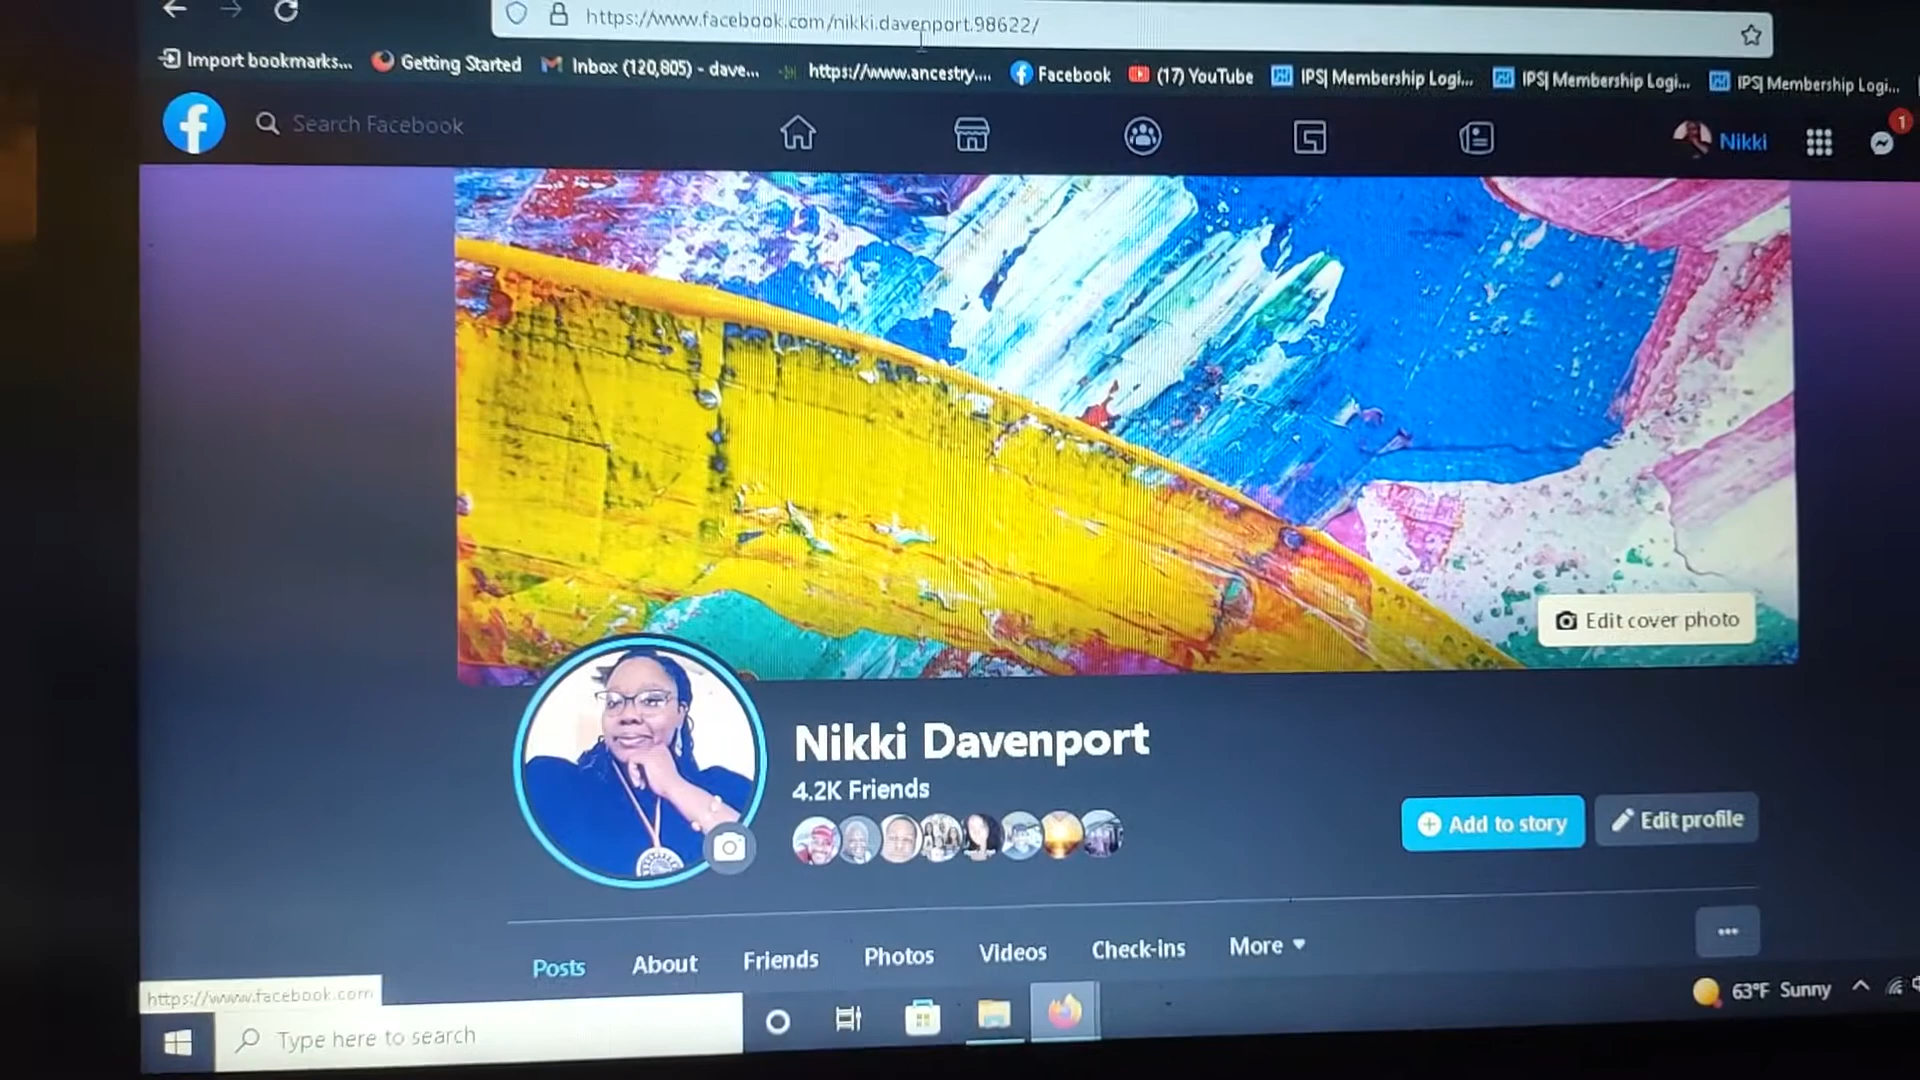 https://www.facebook.com/nikki.davenport.98622/
Import bookmarks... Getting Started Inbox (120,805) - dave... https://www.ancestry.... Facebook (17) YouTube IPS| Membership Logi... IPS| Membership Logi... IPS| Membership Logi...
Search Facebook Nikki 1
Edit cover photo
Nikki Davenport
4.2K Friends
Add to story Edit profile
Posts About Friends Photos Videos Check-ins More
https://www.facebook.com
63°F Sunny
Type here to search